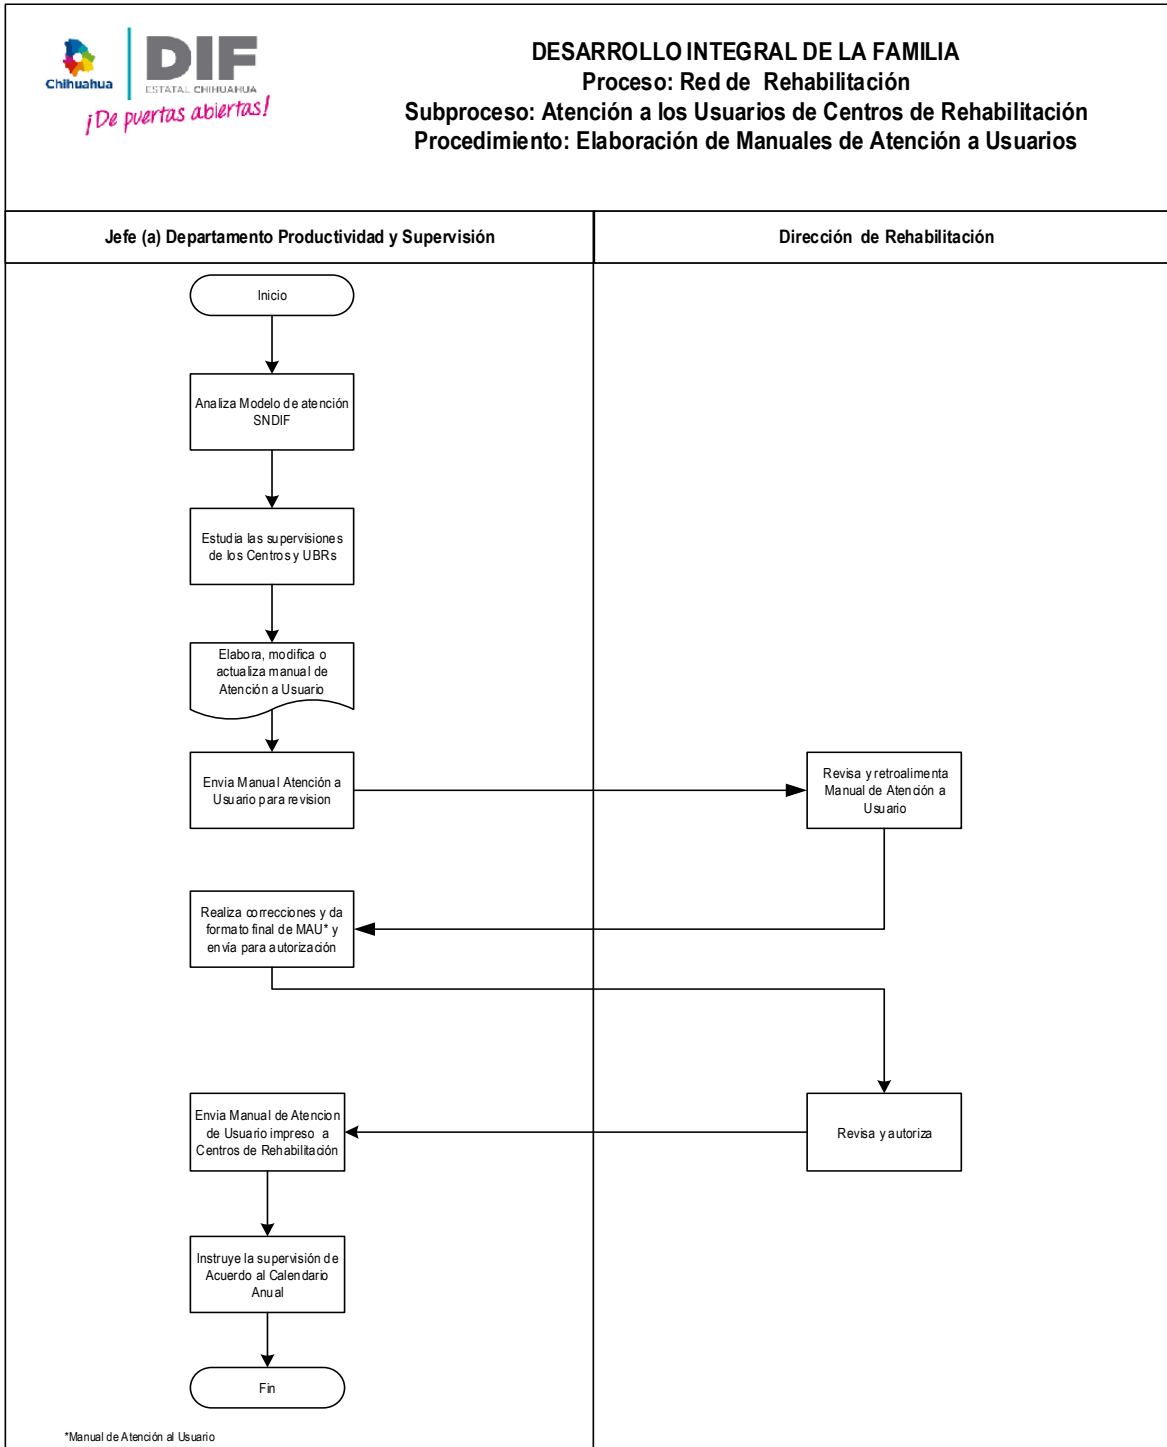 Chihuahua
DIF
ESTATAL CHIHUAHUA
¡De puertas abiertas!
DESARROLLO INTEGRAL DE LA FAMILIA
Proceso: Red de Rehabilitación
Subproceso: Atención a los Usuarios de Centros de Rehabilitación
Procedimiento: Elaboración de Manuales de Atención a Usuarios
Jefe (a) Departamento Productividad y Supervisión
Dirección de Rehabilitación
Inicio
Analiza Modelo de atención
SNDIF
Estudia las supervisiones
de los Centros y UBRs
Elabora, modifica o
actualiza manual de
Atención a Usuario
Envia Manual Atención a
Usuario para revision
Revisa y retroalimenta
Manual de Atención a
Usuario
Realiza correcciones y da
formato final de MAU* y
envía para autorización
Envia Manual de Atencion
de Usuario impreso a
Centros de Rehabilitación
Revisa y autoriza
Instruye la supervisión de
Acuerdo al Calendario
Anual
Fin
*Manual de Atención al Usuario